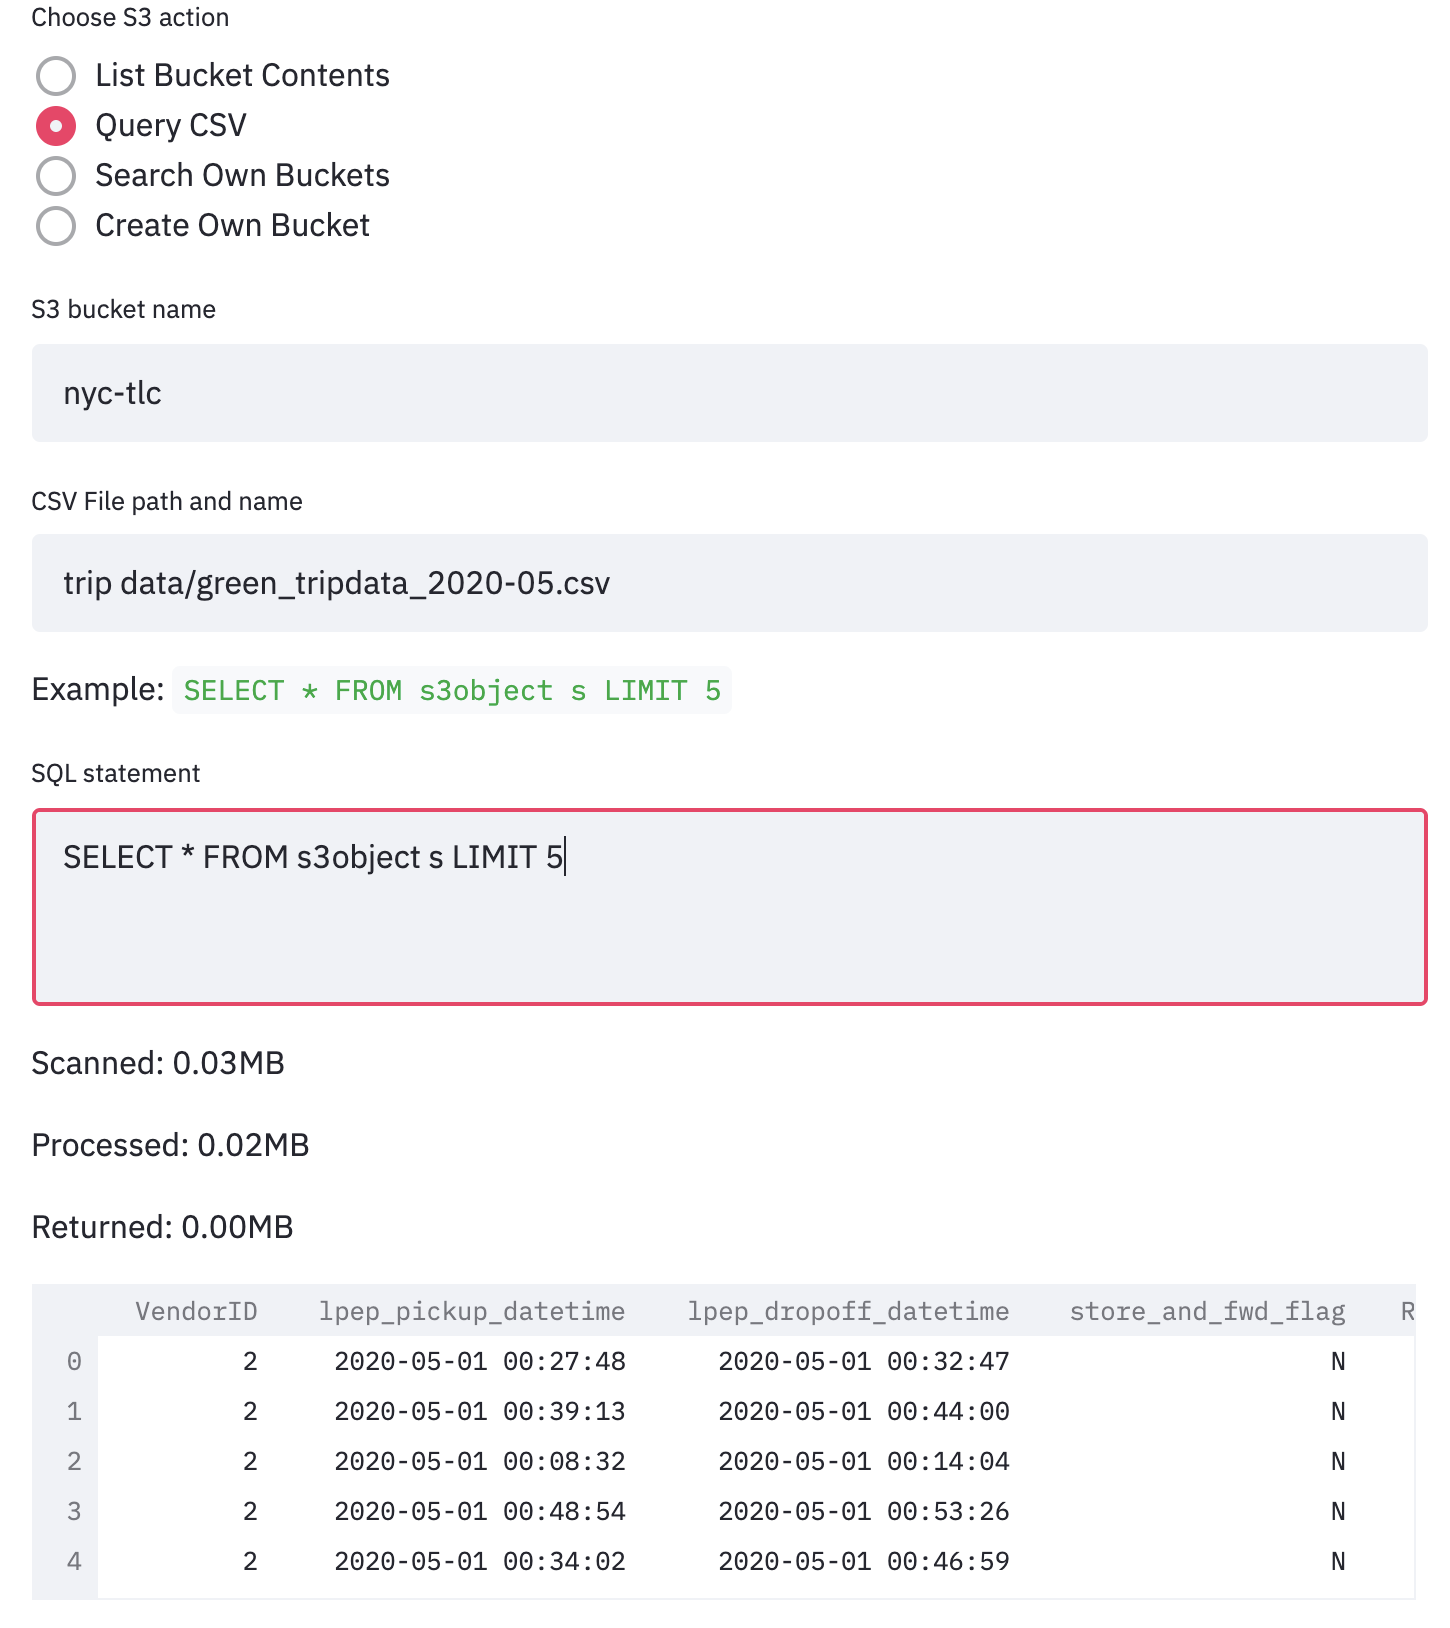 Choose S3 action
List Bucket Contents
Query CSV
Search Own Buckets
Create Own Bucket
S3 bucket name
nyc-tlc
CSV File path and name
trip data/green_tripdata_2020-05.csv
Example: SELECT * FROM s3object s LIMIT 5
SQL statement
SELECT * FROM s3object s LIMIT 5
Scanned: 0.03MB
Processed: 0.02MB
Returned: 0.00MB
VendorID lpep_pickup_datetime lpep_dropoff_datetime store_and_fwd_flag R
0 2 2020-05-01 00:27:48 2020-05-01 00:32:47 N
1 2 2020-05-01 00:39:13 2020-05-01 00:44:00 N
2 2 2020-05-01 00:08:32 2020-05-01 00:14:04 N
3 2 2020-05-01 00:48:54 2020-05-01 00:53:26 N
4 2 2020-05-01 00:34:02 2020-05-01 00:46:59 N